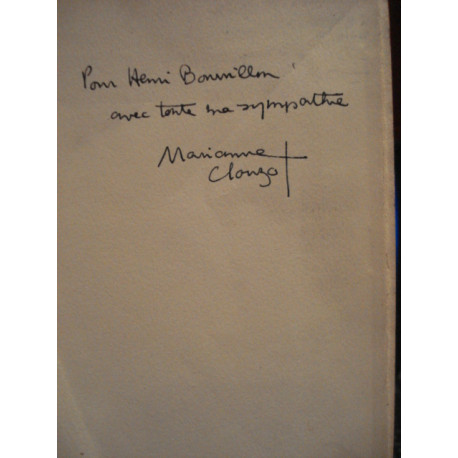 Pour Henri Bouvillon
avec toute ma sympathie
Marianne
Clouzot